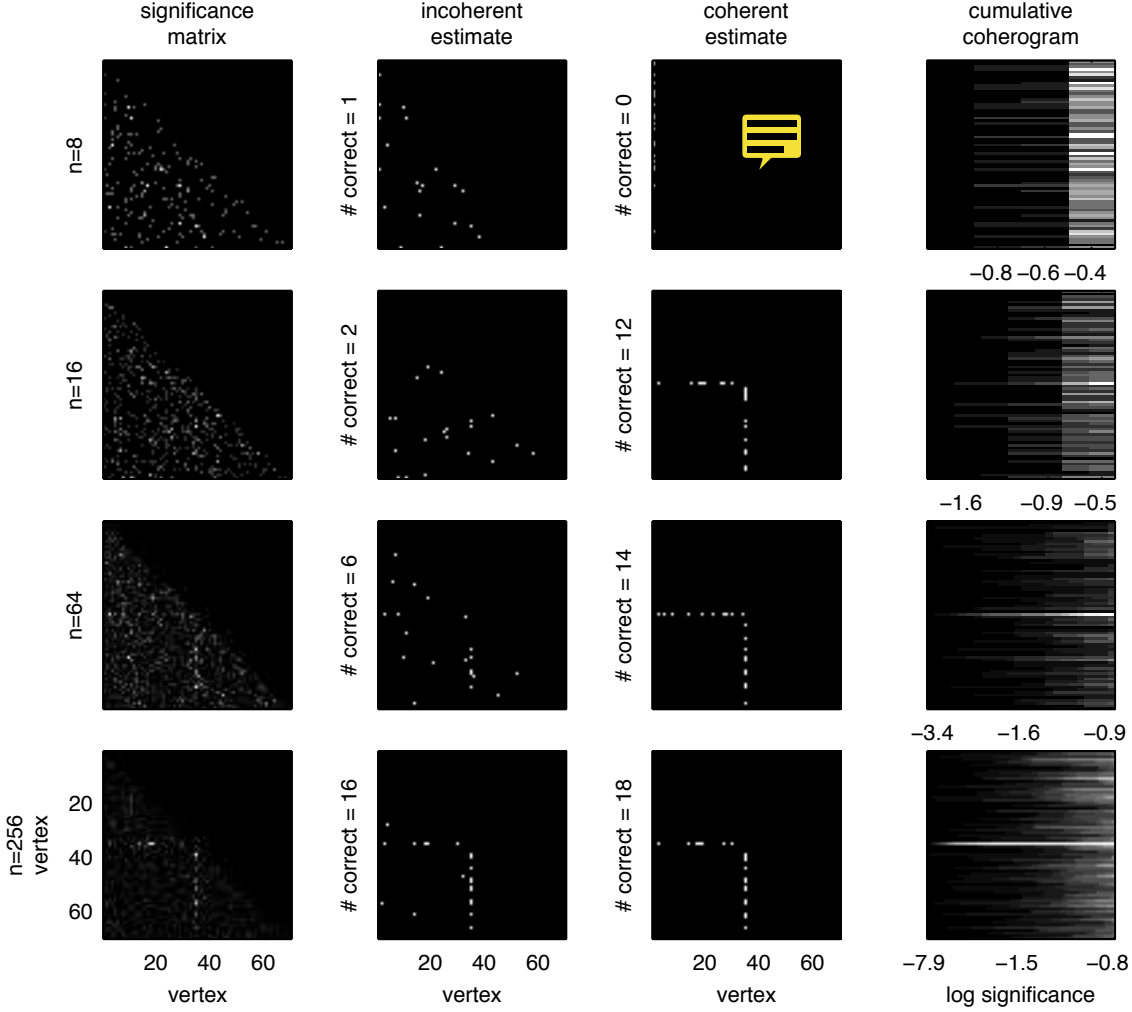 significance
matrix
incoherent
estimate
coherent
estimate
cumulative
coherogram
n=8
# correct = 1
# correct = 0
−0.8 −0.6 −0.4
n=16
# correct = 2
# correct = 12
−1.6 −0.9 −0.5
n=64
# correct = 6
# correct = 14
−3.4 −1.6 −0.9
n=256
vertex
20
40
60
# correct = 16
# correct = 18
20 40 60
vertex
20 40 60
vertex
20 40 60
vertex
−7.9 −1.5 −0.8
log significance